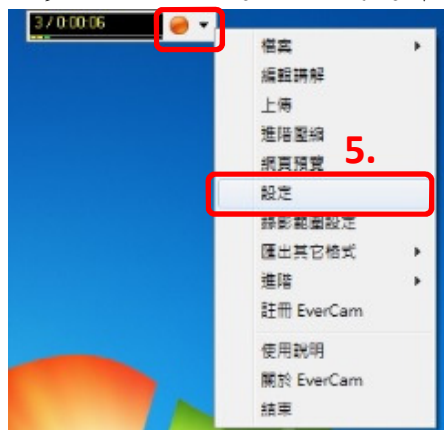 3 / 0:00:06
檔案
編輯講解
上傳
進階壓縮
網頁預覽
5.
設定
錄影範圍設定
匯出其它格式
進階
註冊 EverCam
使用說明
關於 EverCam
結束